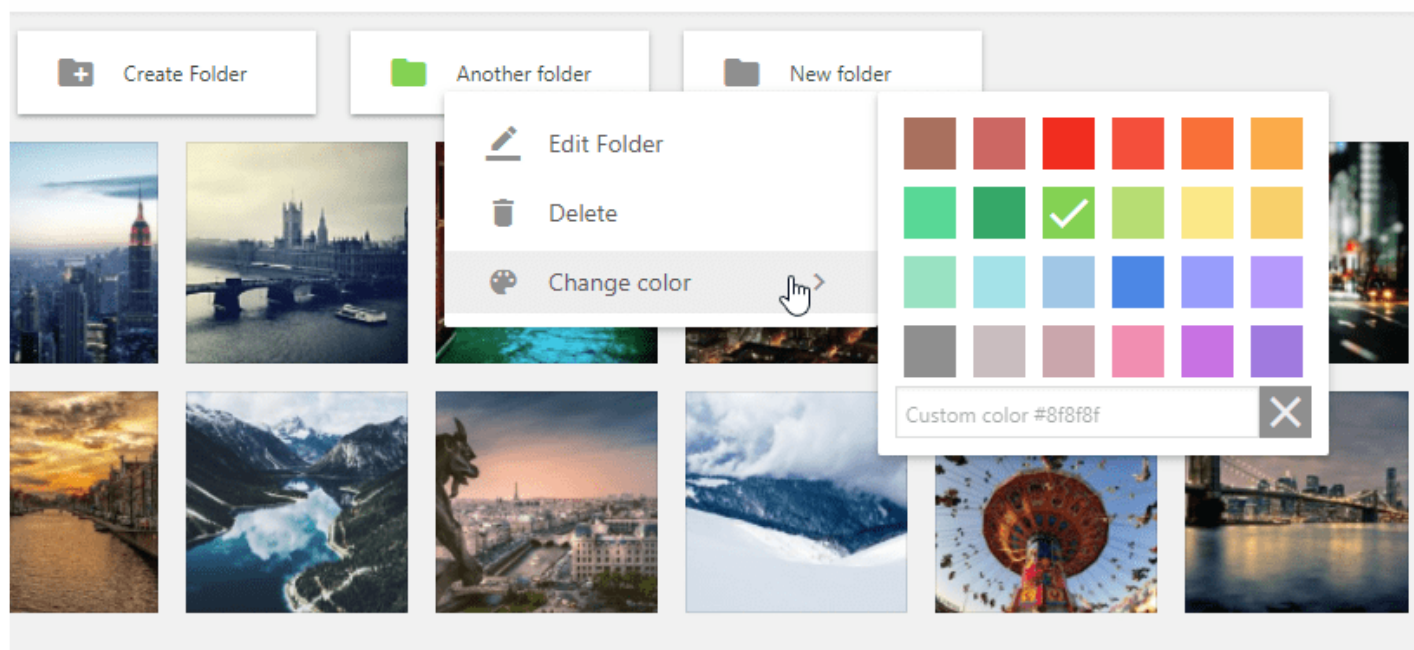 Create Folder
Another folder
New folder
Edit Folder
Delete
Change color
Custom color #8f8f8f